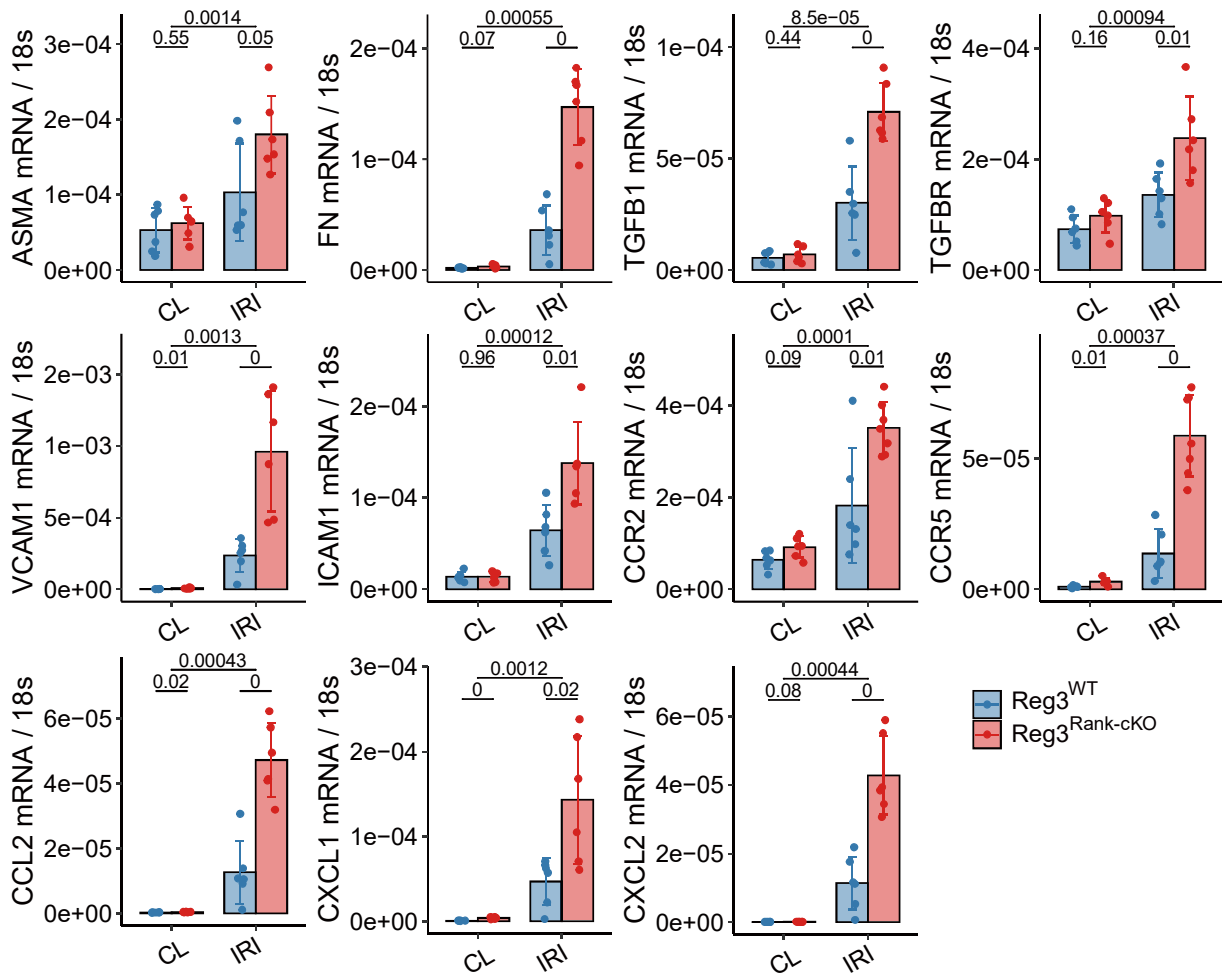 ASMA mRNA / 18s
0.0014
0.55 0.05
3e−04
2e−04
1e−04
0e+00
CL IRI
FN mRNA / 18s
0.00055
0.07 0
2e−04
1e−04
0e+00
CL IRI
TGFB1 mRNA / 18s
8.5e−05
0.44 0
1e−04
5e−05
0e+00
CL IRI
TGFBR mRNA / 18s
0.00094
0.16 0.01
4e−04
2e−04
0e+00
CL IRI
VCAM1 mRNA / 18s
0.0013
0.01 0
2e−03
1e−03
5e−04
0e+00
CL IRI
ICAM1 mRNA / 18s
0.00012
0.96 0.01
2e−04
1e−04
0e+00
CL IRI
CCR2 mRNA / 18s
0.0001
0.09 0.01
4e−04
2e−04
0e+00
CL IRI
CCR5 mRNA / 18s
0.00037
0.01 0
5e−05
0e+00
CL IRI
CCL2 mRNA / 18s
0.00043
0.02 0
6e−05
4e−05
2e−05
0e+00
CL IRI
CXCL1 mRNA / 18s
0.0012
0 0.02
3e−04
2e−04
1e−04
0e+00
CL IRI
CXCL2 mRNA / 18s
0.00044
0.08 0
6e−05
4e−05
2e−05
0e+00
CL IRI
Reg3WT
Reg3Rank-cKO